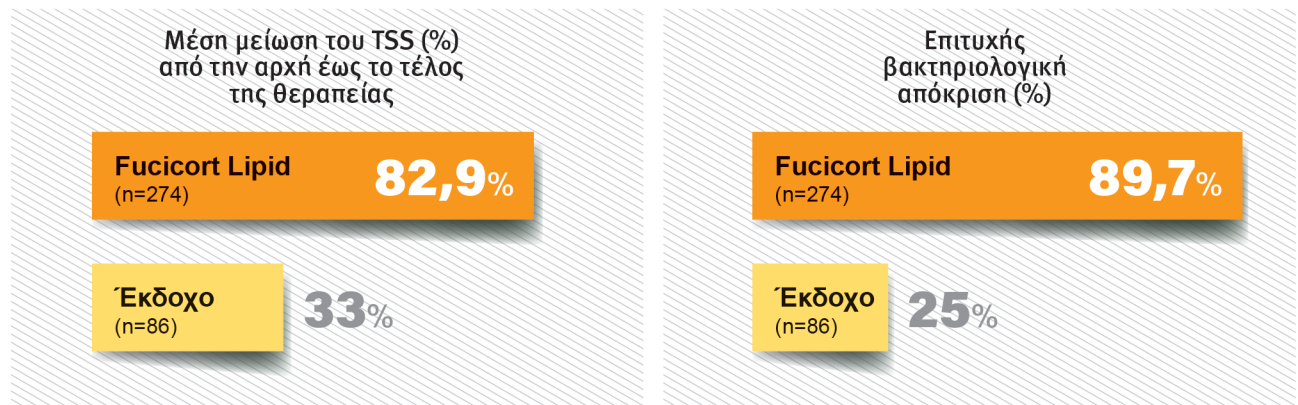 Μέση μείωση του TSS (%)
από την αρχή έως το τέλος
της θεραπείας
Fucicort Lipid
(n=274)
82,9%
Έκδοχο
(n=86)
33%
Επιτυχής
βακτηριολογική
απόκριση (%)
Fucicort Lipid
(n=274)
89,7%
Έκδοχο
(n=86)
25%